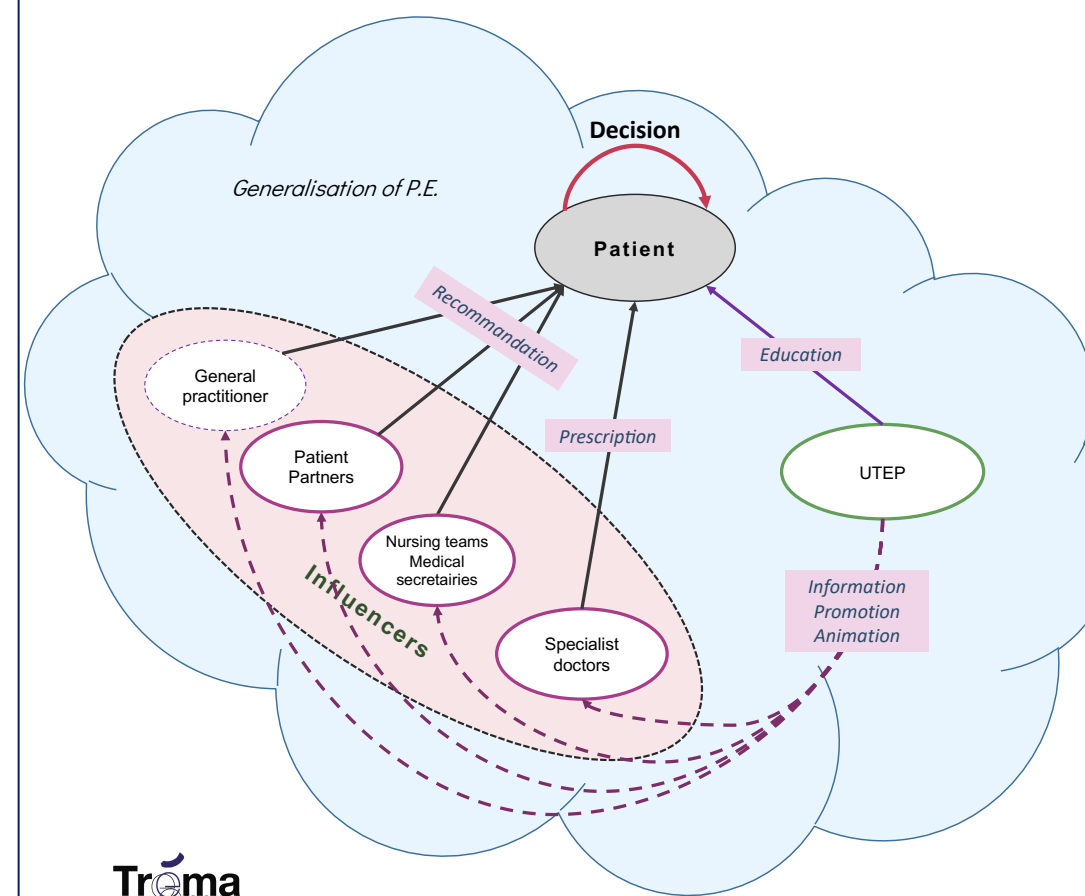 Decision
Generalisation of P.E.
Patient
Recommandation
Education
General
practitioner
Prescription
Patient
Partners
UTEP
Nursing teams
Medical
secretairies
Influencers
Information
Promotion
Animation
Specialist
doctors
Trema